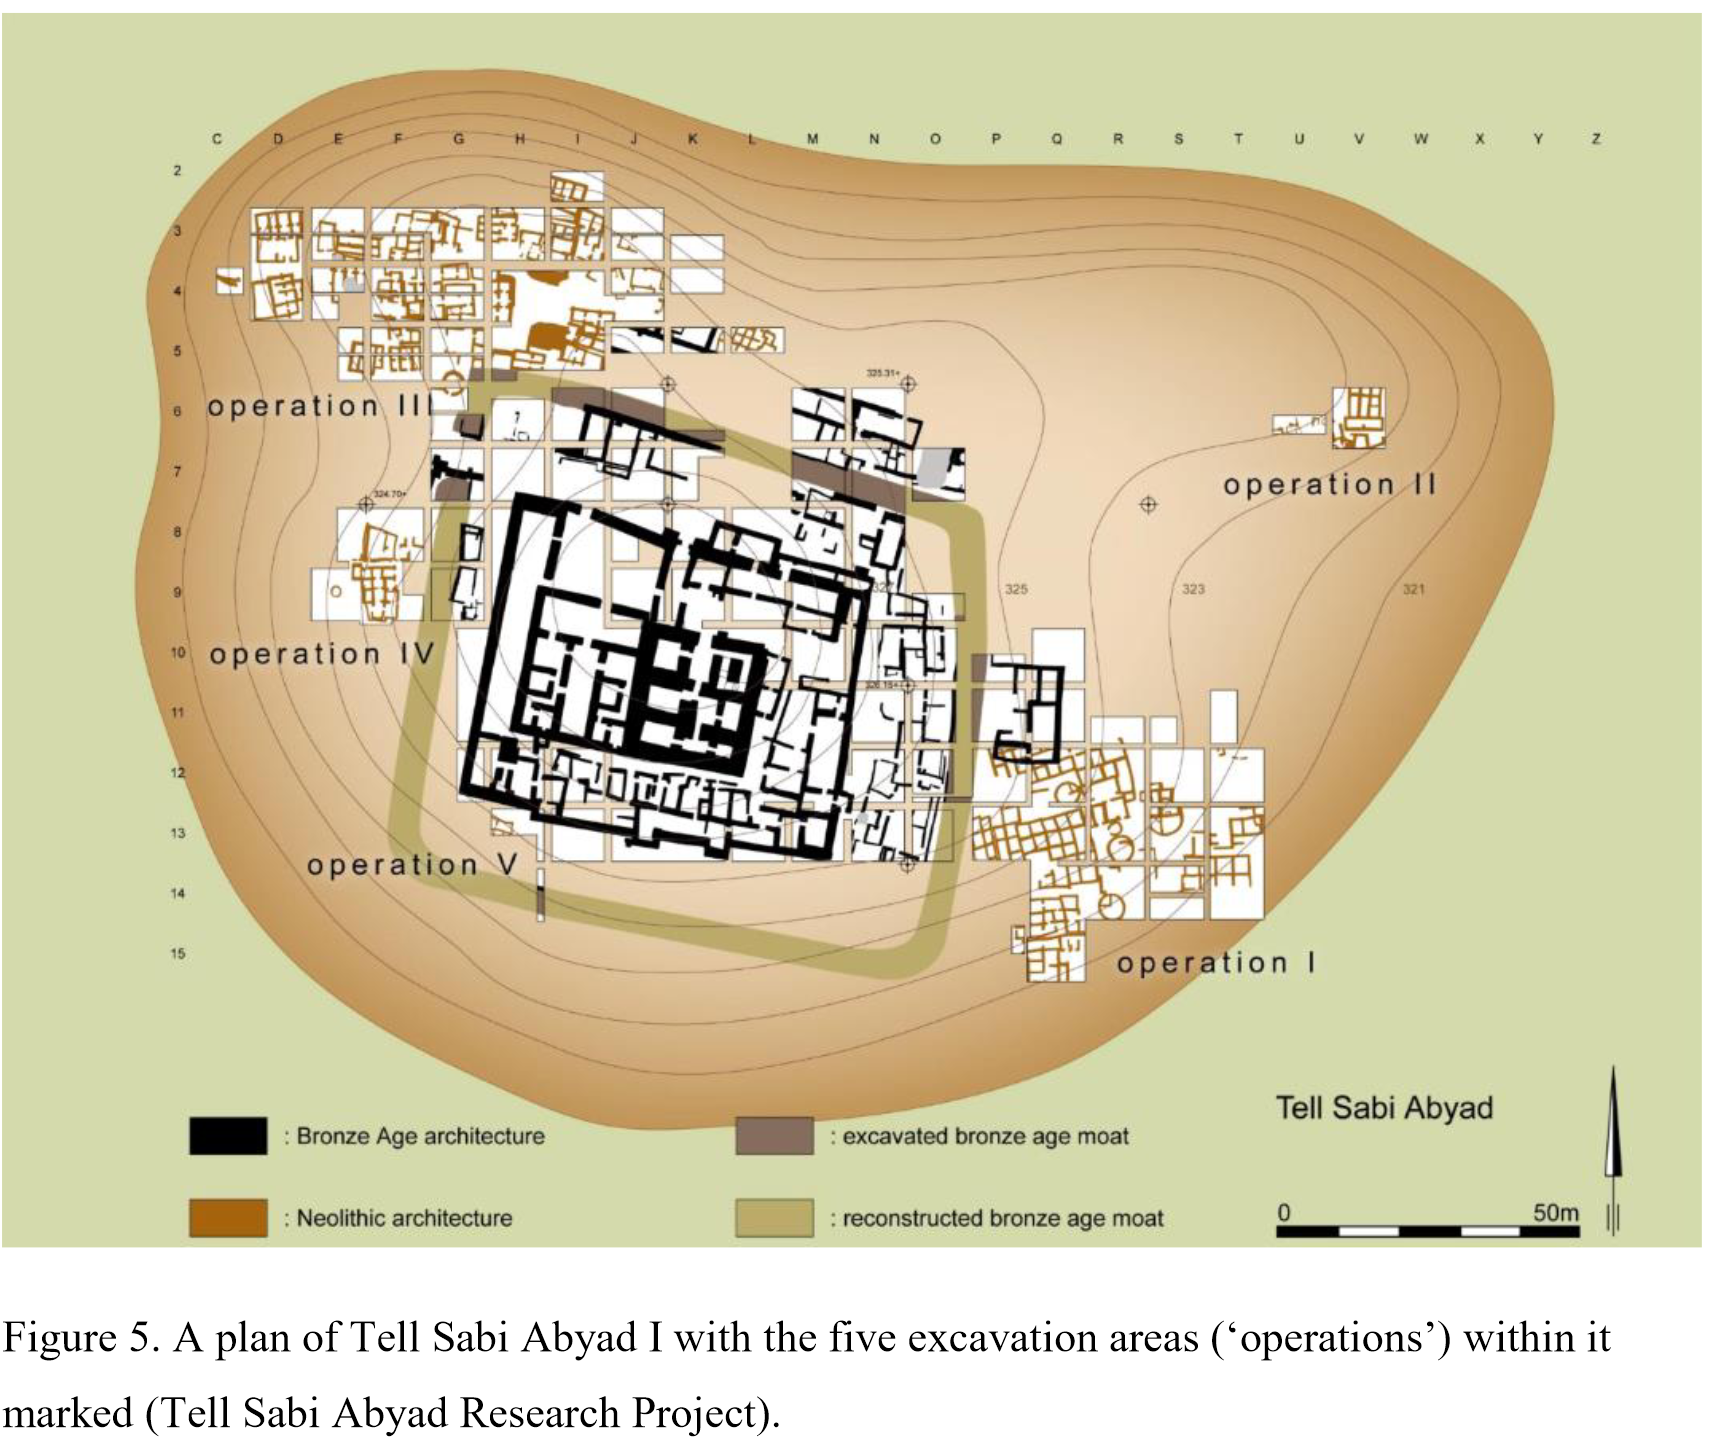 C D E F G H I J K L M N O P Q R S T U V W X Y Z
2
3
4
5
325.31+
operation III
6
7
operation II
324.70+
8
9
325
323
321
operation IV
10
11
12
13
operation V
14
15
operation I
Tell Sabi Abyad
: Bronze Age architecture
: excavated bronze age moat
: Neolithic architecture
: reconstructed bronze age moat
0 50m
Figure 5. A plan of Tell Sabi Abyad I with the five excavation areas (‘operations’) within it
marked (Tell Sabi Abyad Research Project).